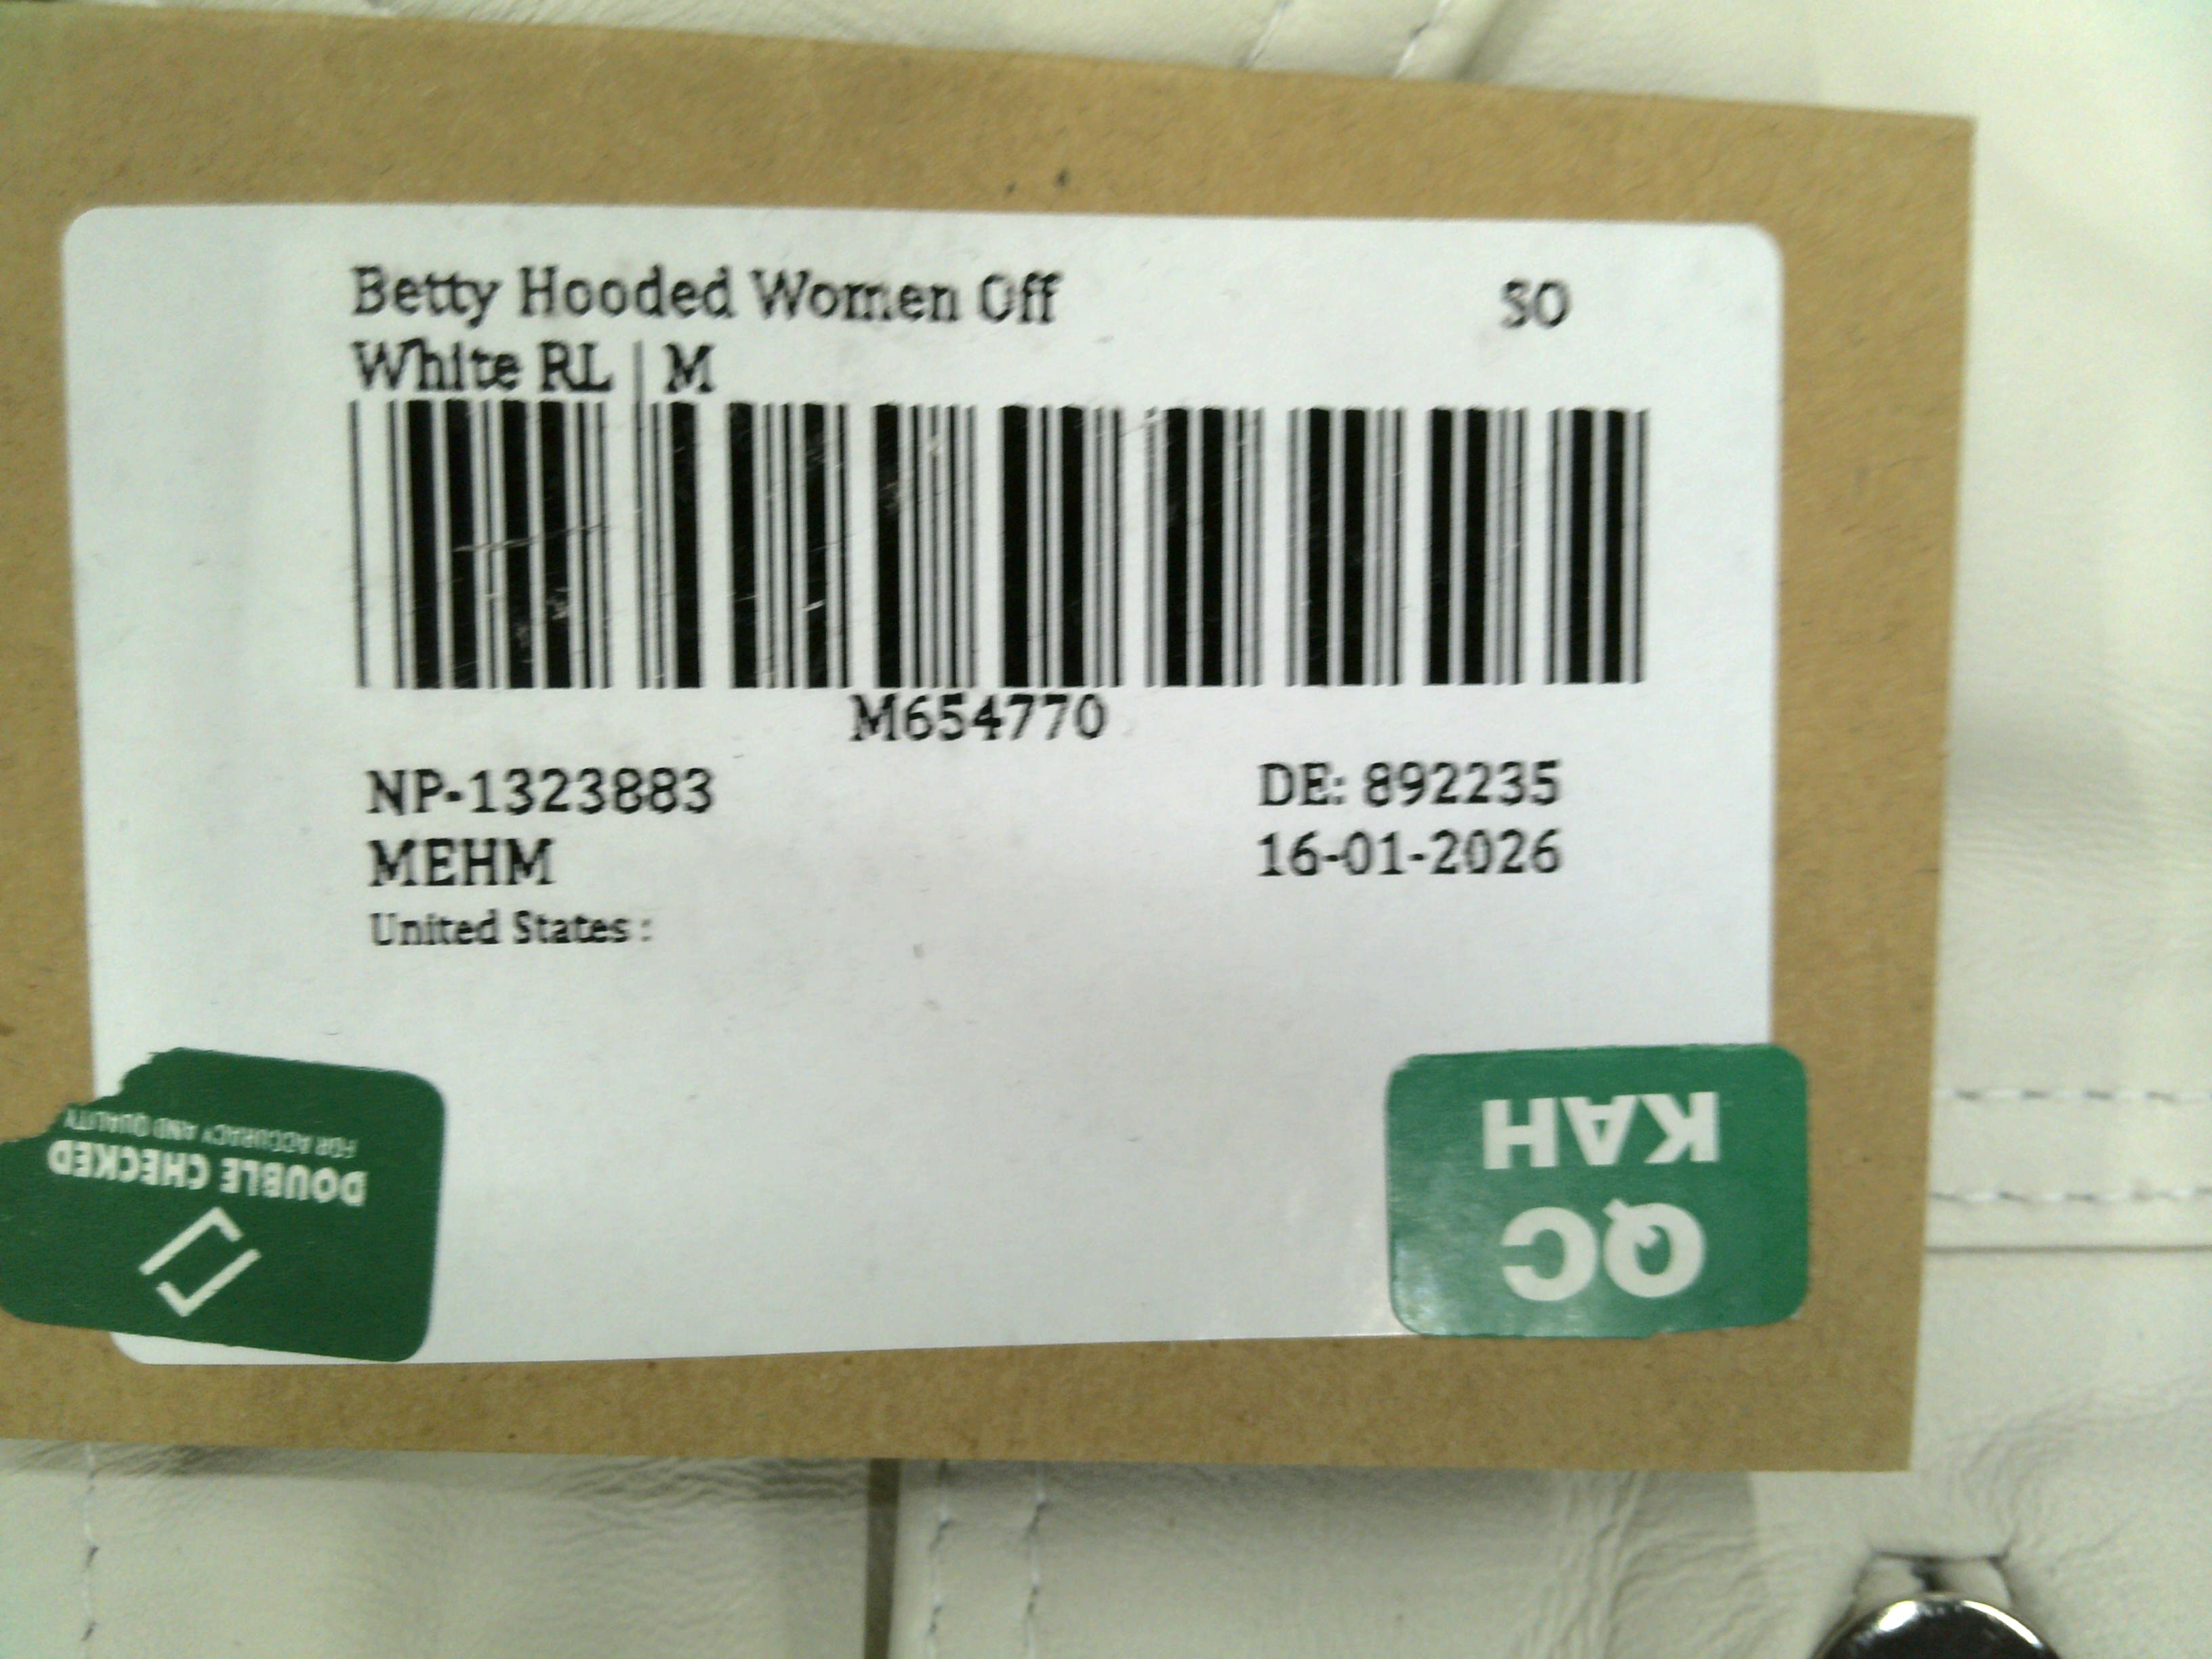 Betty Hooded Women Off
White RL | M
SO
M654770
NP-1323883
DE: 892235
MEHM
16-01-2026
United States :
DOUBLE CHECKED
FOR ACCURACY AND QUALITY
QC
KAH